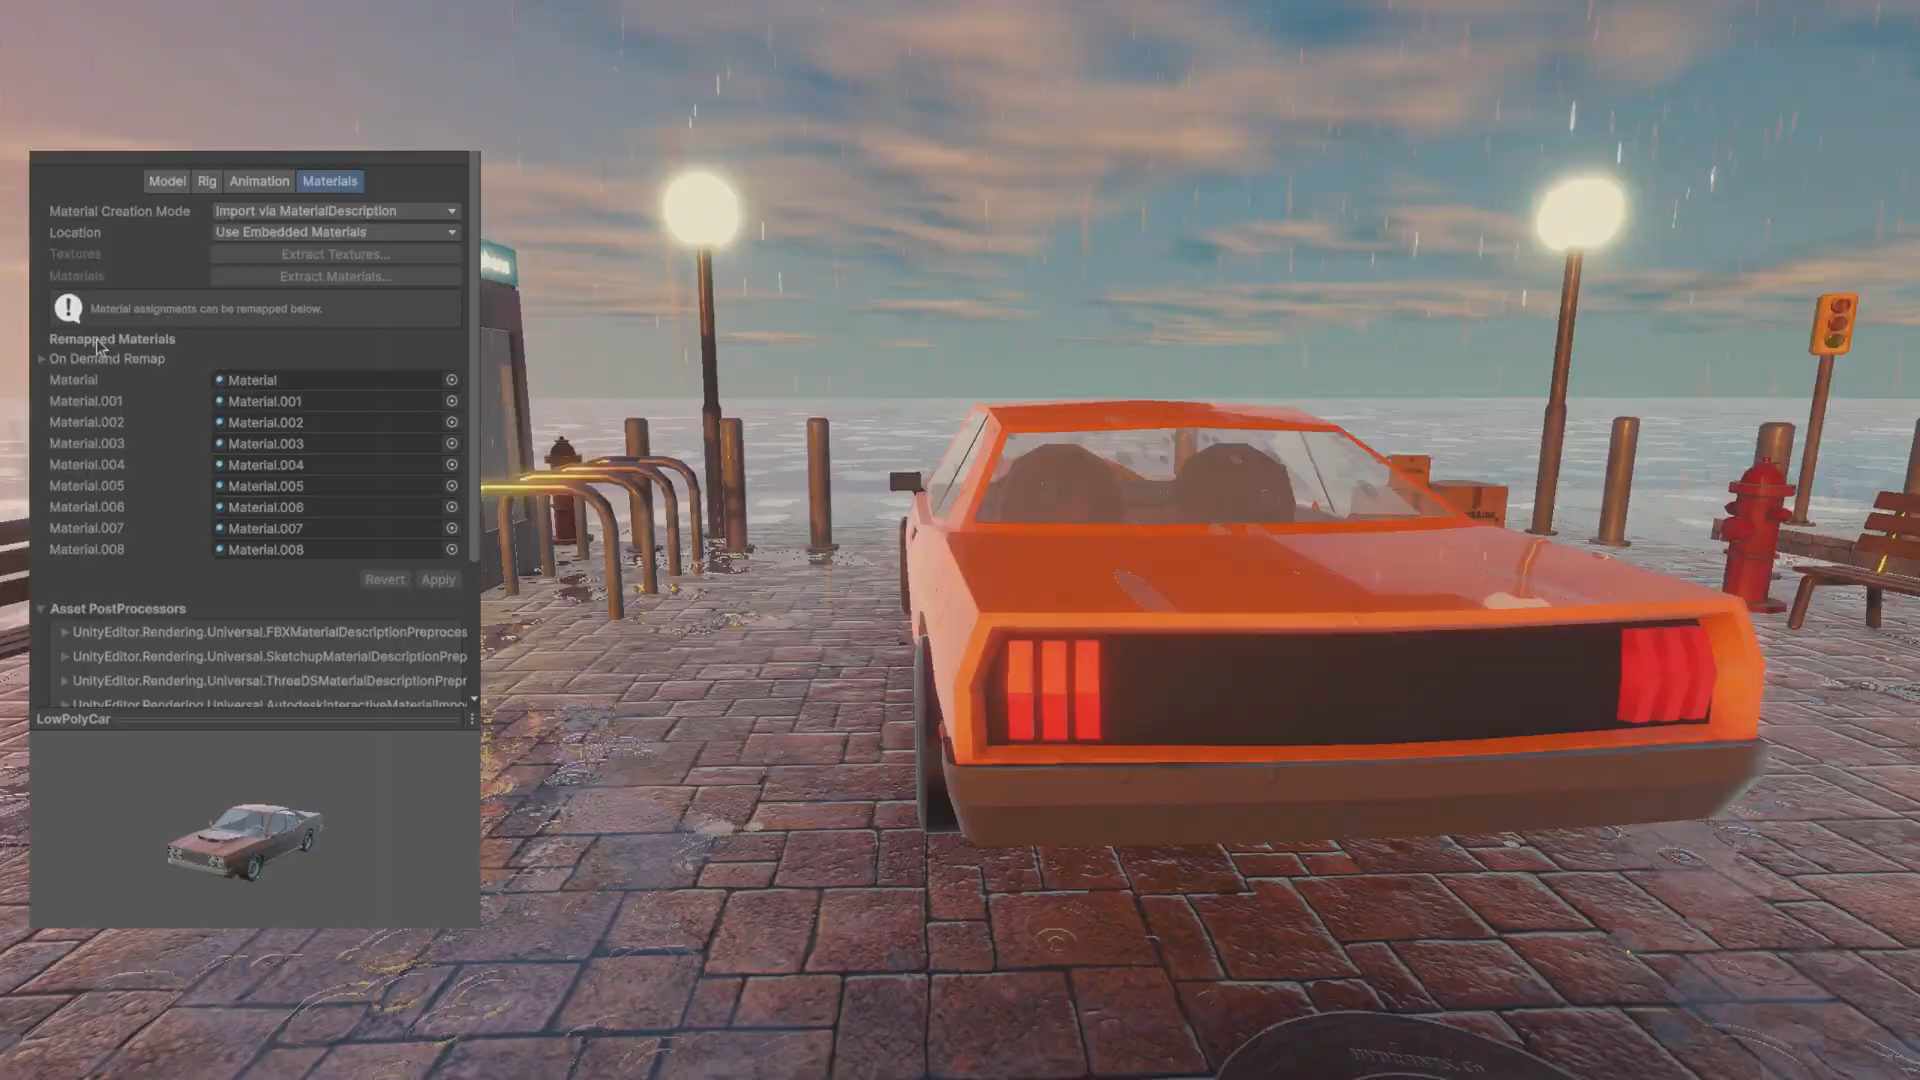 Model Rig Animation Materials
Material Creation Mode Import via MaterialDescription
Location Use Embedded Materials
Textures Extract Textures...
Materials Extract Materials...
Material assignments can be remapped below.
Remapped Materials
On Demand Remap
Material Material
Material.001 Material.001
Material.002 Material.002
Material.003 Material.003
Material.004 Material.004
Material.005 Material.005
Material.006 Material.006
Material.007 Material.007
Material.008 Material.008
Revert Apply
Asset PostProcessors
UnityEditor.Rendering.Universal.FBXMaterialDescriptionPreproces
UnityEditor.Rendering.Universal.SketchupMaterialDescriptionPrep
UnityEditor.Rendering.Universal.ThreeDSMaterialDescriptionPrepr
UnityEditor.Rendering.Universal.AutodeskInteractiveMaterialImpo
LowPolyCar